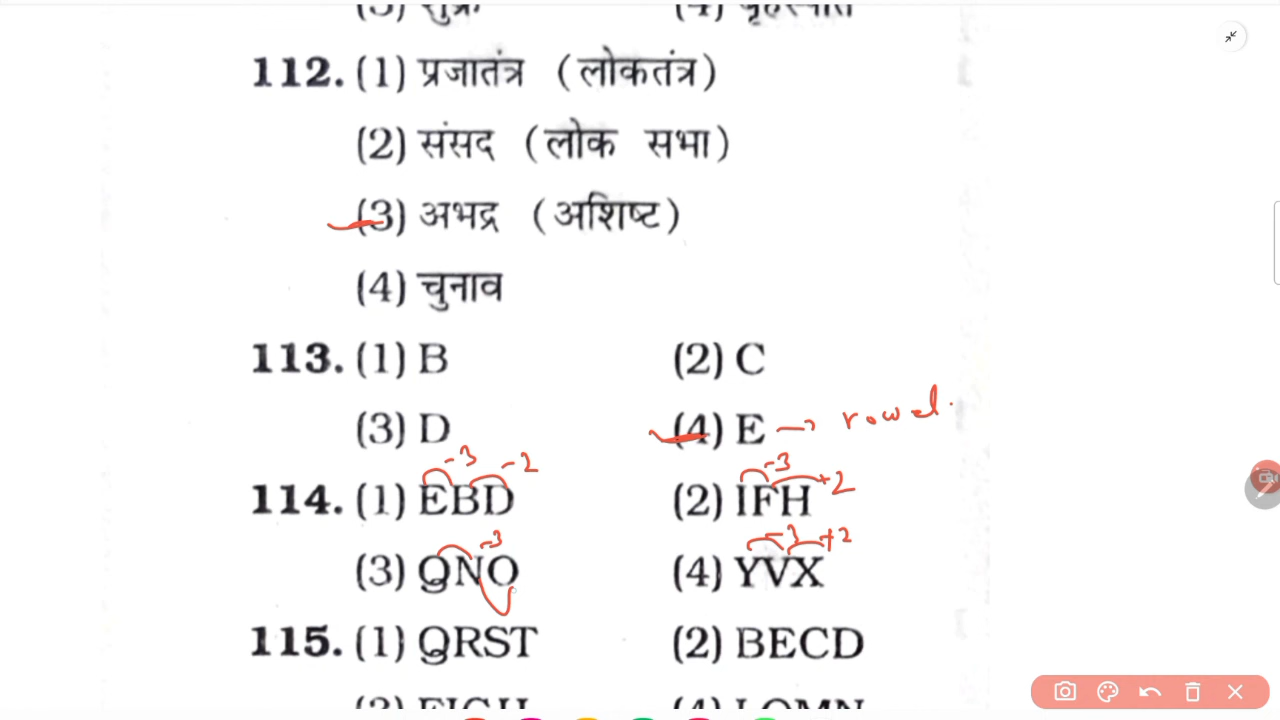 112. (1) प्रजातंत्र (लोकतंत्र)
(2) संसद (लोक सभा)
(3) अभद्र (अशिष्ट)
(4) चुनाव
113. (1) B (2) C
(3) D (4) E → vowel.
-3 -2 -3 +2
114. (1) EBD (2) IFH
-3 -3 +2
(3) QNO (4) YVX
115. (1) QRST (2) BECD